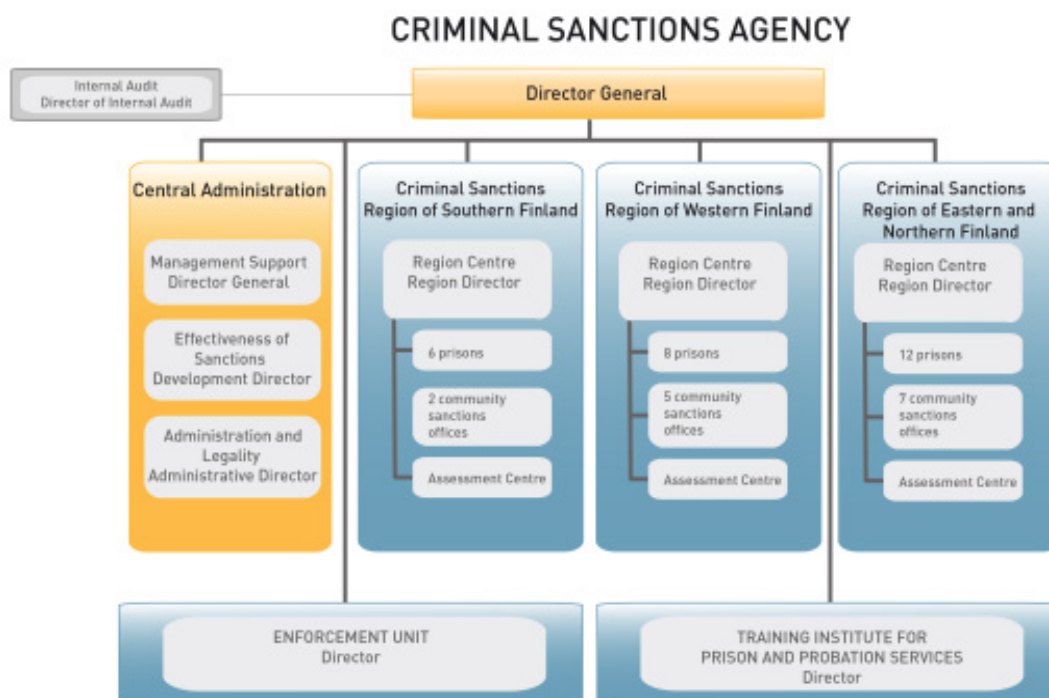 CRIMINAL SANCTIONS AGENCY
Internal Audit
Director of Internal Audit
Director General
Central Administration
Management Support
Director General
Effectiveness of
Sanctions
Development Director
Administration and
Legality
Administrative Director
Criminal Sanctions
Region of Southern Finland
Region Centre
Region Director
6 prisons
2 community
sanctions
offices
Assessment Centre
Criminal Sanctions
Region of Western Finland
Region Centre
Region Director
8 prisons
5 community
sanctions
offices
Assessment Centre
Criminal Sanctions
Region of Eastern and
Northern Finland
Region Centre
Region Director
12 prisons
7 community
sanctions
offices
Assessment Centre
ENFORCEMENT UNIT
Director
TRAINING INSTITUTE FOR
PRISON AND PROBATION SERVICES
Director